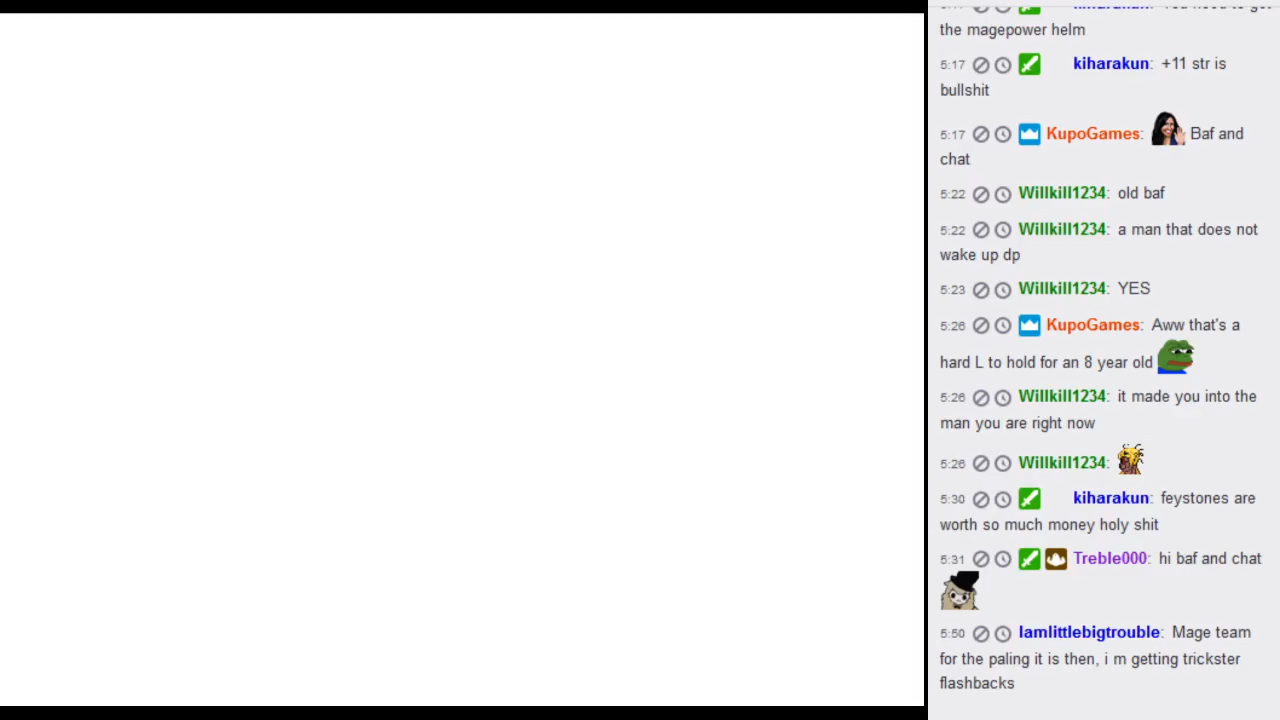 the magepower helm
5:17 kiharakun: +11 str is
bullshit
5:17 KupoGames: Baf and
chat
5:22 Willkill1234: old baf
5:22 Willkill1234: a man that does not
wake up dp
5:23 Willkill1234: YES
5:26 KupoGames: Aww that's a
hard L to hold for an 8 year old
5:26 Willkill1234: it made you into the
man you are right now
5:26 Willkill1234:
5:30 kiharakun: feystones are
worth so much money holy shit
5:31 Treble000: hi baf and chat
5:50 Iamlittlebigtrouble: Mage team
for the paling it is then, i m getting trickster
flashbacks